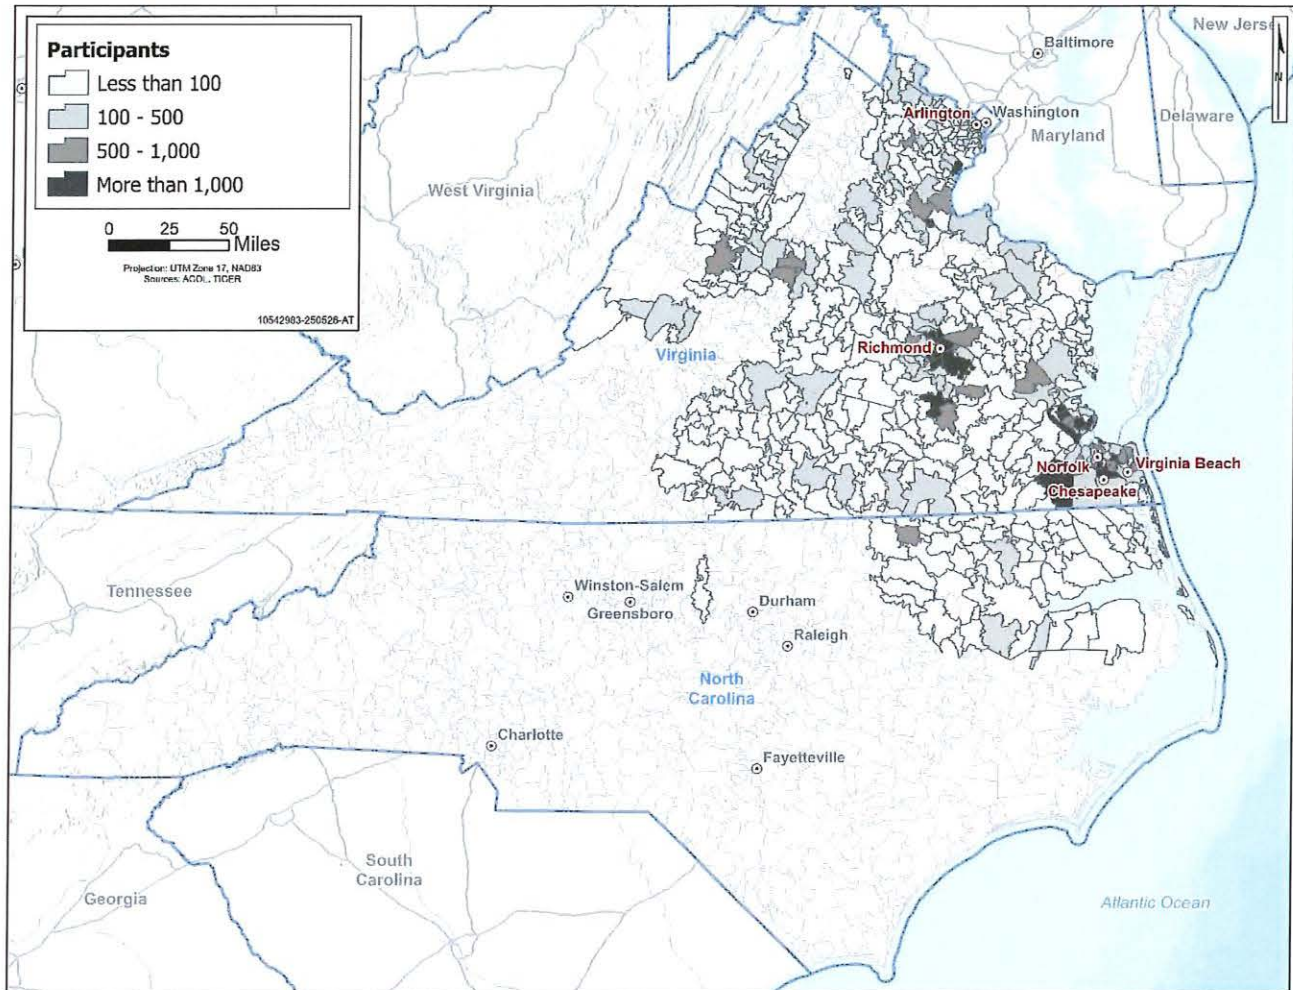 Participants
Less than 100
100 - 500
500 - 1,000
More than 1,000
0 25 50
Miles
Projection: UTM Zone 17, NAD83
Sources: ACDL, TIGER
10542983-250526-AT
New Jerse
N
Baltimore
Arlington
Washington
Maryland
Delaware
West Virginia
Virginia
Richmond
Norfolk
Virginia Beach
Chesapeake
Tennessee
Winston-Salem
Greensboro
Durham
Raleigh
North
Carolina
Charlotte
Fayetteville
South
Carolina
Georgia
Atlantic Ocean